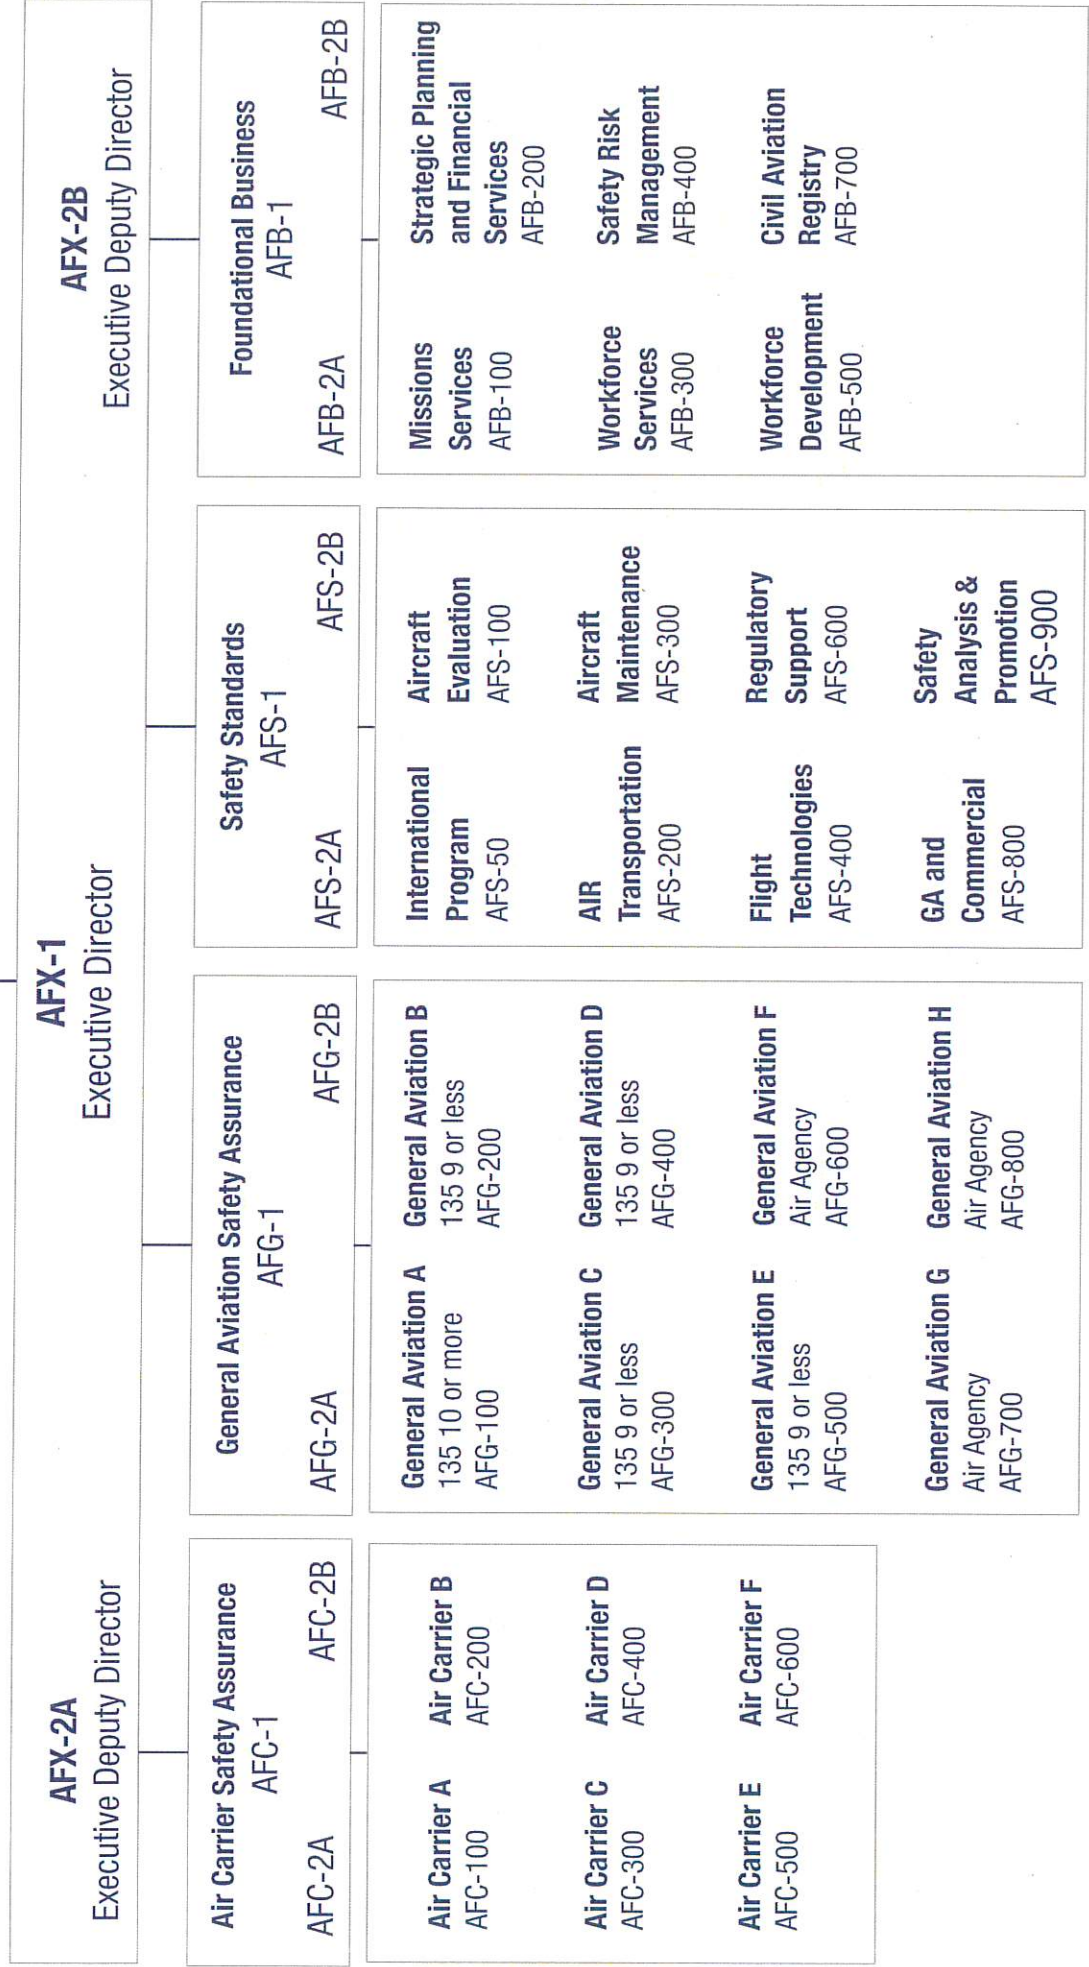 AFX-2A
Executive Deputy Director
AFX-1
Executive Director
AFX-2B
Executive Deputy Director
Air Carrier Safety Assurance
AFC-1
AFC-2A
AFC-2B
Air Carrier A
AFC-100
Air Carrier B
AFC-200
Air Carrier C
AFC-300
Air Carrier D
AFC-400
Air Carrier E
AFC-500
Air Carrier F
AFC-600
General Aviation Safety Assurance
AFG-1
AFG-2A
AFG-2B
General Aviation A
135 10 or more
AFG-100
General Aviation B
135 9 or less
AFG-200
General Aviation C
135 9 or less
AFG-300
General Aviation D
135 9 or less
AFG-400
General Aviation E
135 9 or less
AFG-500
General Aviation F
Air Agency
AFG-600
General Aviation G
Air Agency
AFG-700
General Aviation H
Air Agency
AFG-800
Safety Standards
AFS-1
AFS-2A
AFS-2B
International
Program
AFS-50
Aircraft
Evaluation
AFS-100
AIR
Transportation
AFS-200
Aircraft
Maintenance
AFS-300
Flight
Technologies
AFS-400
Regulatory
Support
AFS-600
GA and
Commercial
AFS-800
Safety
Analysis &
Promotion
AFS-900
Foundational Business
AFB-1
AFB-2A
AFB-2B
Missions
Services
AFB-100
Strategic Planning
and Financial
Services
AFB-200
Workforce
Services
AFB-300
Safety Risk
Management
AFB-400
Workforce
Development
AFB-500
Civil Aviation
Registry
AFB-700